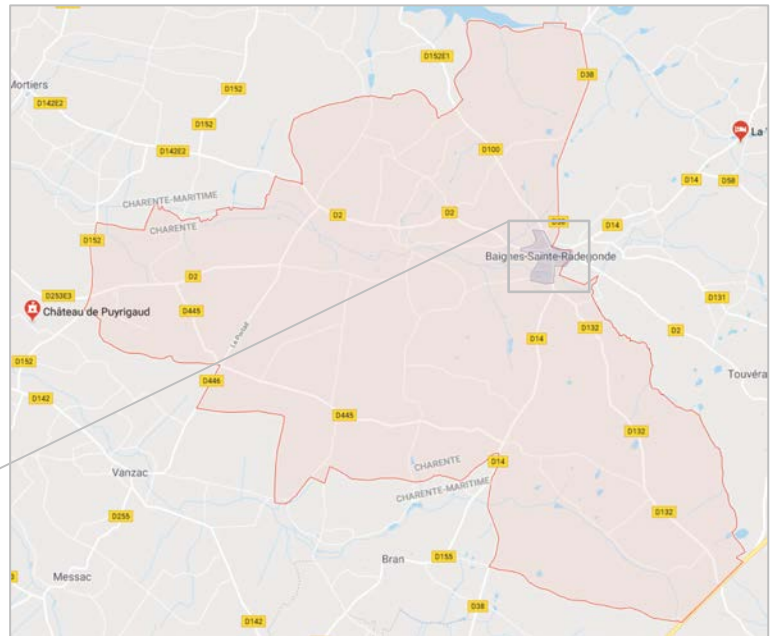 Mortiers
D152E1
D38
D142E2
D152
D152
La
D142E2
D100
D14
D58
CHARENTE-MARITIME
D2
D2
D14
CHARENTE
D152
Baignes-Sainte-Radegonde
D2
D253E3
D131
Château de Puyrigaud
D445
D132
D14
D2
D152
Touvéra
D446
D142
D445
D132
CHARENTE
D14
Vanzac
CHARENTE-MARITIME
D255
D132
Bran
D155
Messac
D38
D142